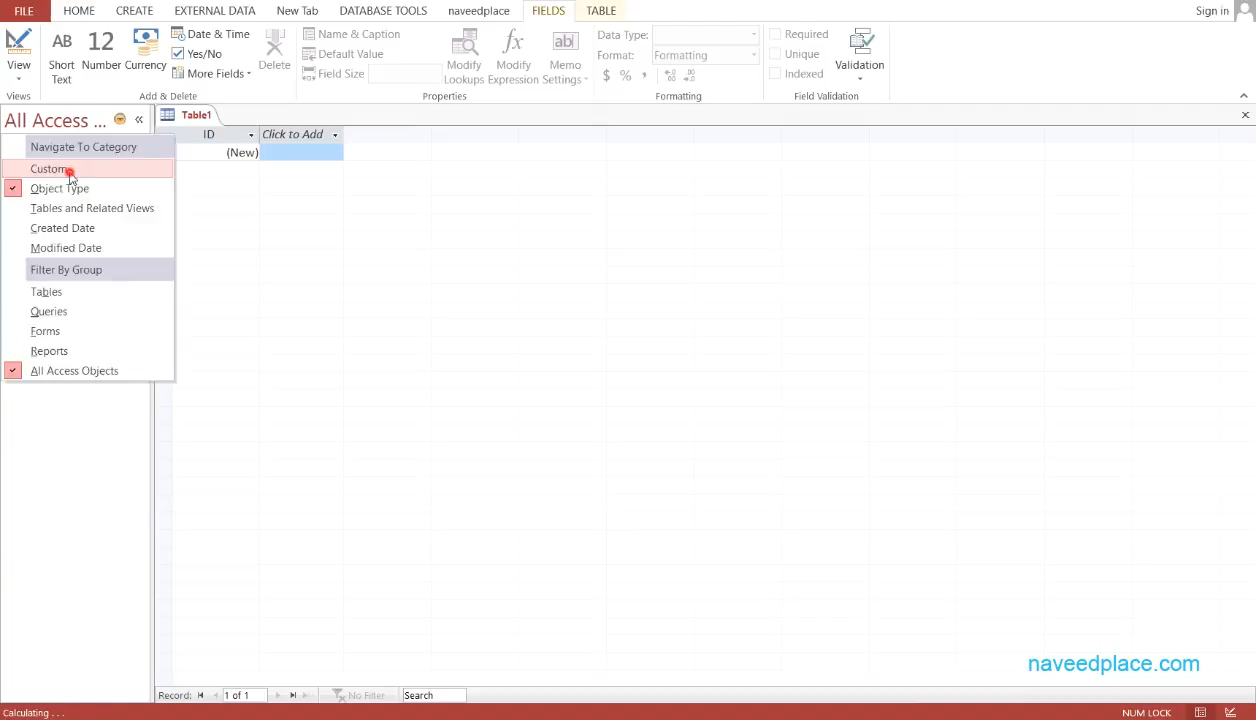 FILE HOME CREATE EXTERNAL DATA New Tab DATABASE TOOLS naveedplace FIELDS TABLE Sign in
View
Views
AB Short Text
12 Number
Currency
Date & Time
Yes/No
More Fields
Delete
Add & Delete
Name & Caption
Default Value
Field Size
Modify Lookups
fx Modify Expression
ab Memo Settings
Properties
Data Type:
Format: Formatting
$ % ,
Formatting
Required
Unique
Indexed
Validation
Field Validation
All Access ... «
Table1
ID Click to Add
(New)
Navigate To Category
Custom
Object Type
Tables and Related Views
Created Date
Modified Date
Filter By Group
Tables
Queries
Forms
Reports
All Access Objects
naveedplace.com
Record: 1 of 1 No Filter Search
Calculating . . . NUM LOCK